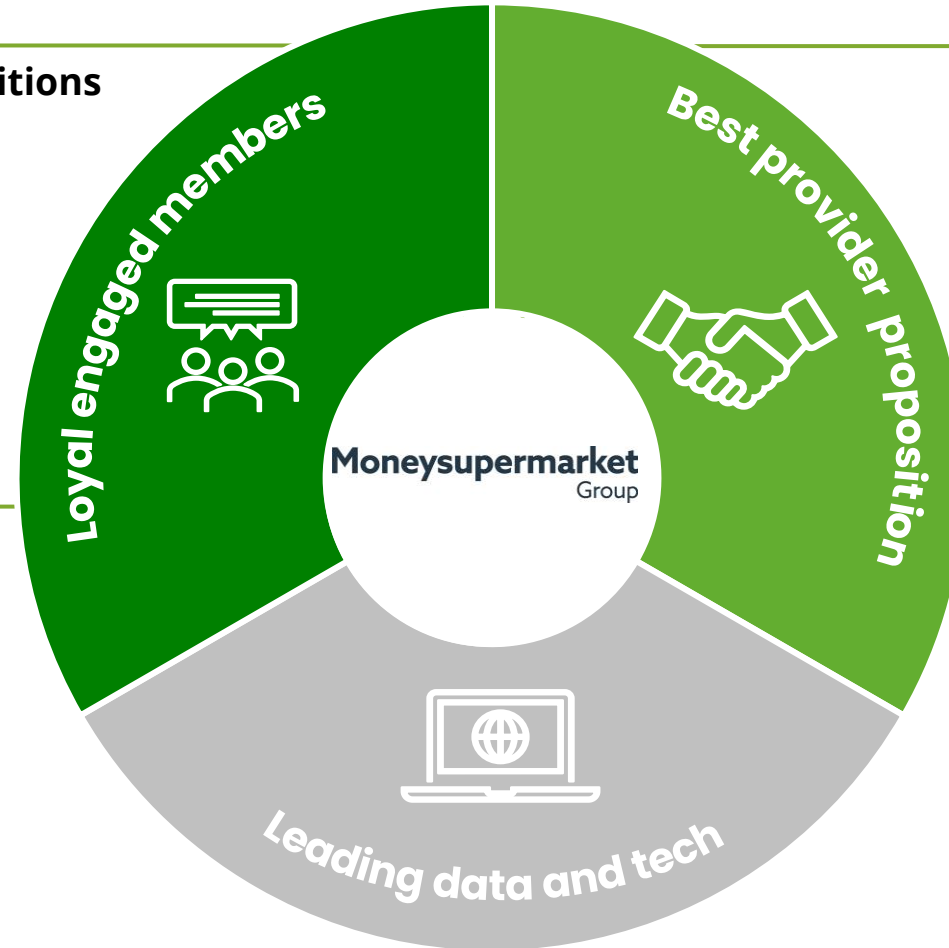 itions
Loyal engaged members
Best provider proposition
Moneysupermarket
Group
Leading data and tech